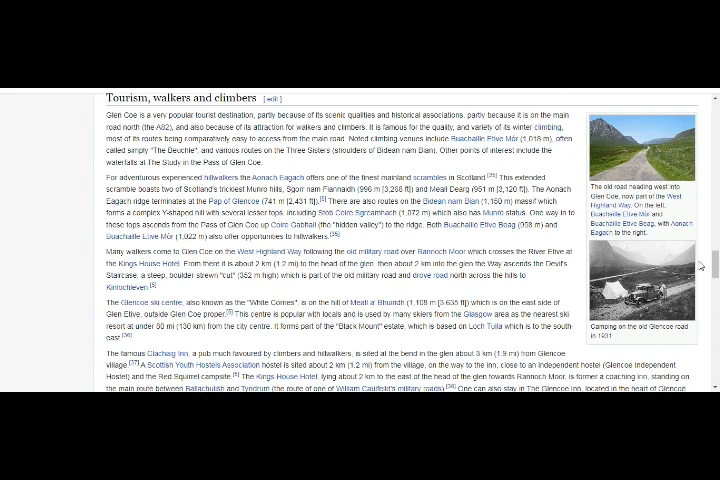 Tourism, walkers and climbers [ edit ]
Glen Coe is a very popular tourist destination, partly because of its scenic qualities and historical associations, partly because it is on the main
road north (the A82), and also because of its attraction for walkers and climbers. It is famous for the quality, and variety of its winter climbing,
most of its routes being comparatively easy to access from the main road. Noted climbing venues include Buachaille Etive Mór (1,018 m), often
called simply "The Beuchle", and various routes on the Three Sisters (shoulders of Bidean nam Bian). Other points of interest include the
waterfalls at The Study in the Pass of Glen Coe.
For adventurous experienced hillwalkers the Aonach Eagach offers one of the finest mainland scrambles in Scotland.[35] This extended
scramble boasts two of Scotland's trickiest Munro hills, Sgorr nam Fiannaidh (996 m [3,268 ft]) and Meall Dearg (951 m [3,120 ft]). The Aonach
Eagach ridge terminates at the Pap of Glencoe (741 m [2,431 ft]).[5] There are also routes on the Bidean nam Bian (1,150 m) massif which
forms a complex Y-shaped hill with several lesser tops, including Stob Coire Sgreamhach (1,072 m) which also has Munro status. One way in to
these tops ascends from the Pass of Glen Coe up Coire Gabhail (the "hidden valley") to the ridge. Both Buachaille Etive Beag (958 m) and
Buachaille Etive Mòr (1,022 m) also offer opportunities to hillwalkers.[35]
Many walkers come to Glen Coe on the West Highland Way following the old military road over Rannoch Moor which crosses the River Etive at
the Kings House Hotel. From there it is about 2 km (1.2 mi) to the head of the glen, then about 2 km into the glen the Way ascends the Devil's
Staircase, a steep, boulder strewn "cut" (352 m high) which is part of the old military road and drove road north across the hills to
Kinlochleven.[5]
The Glencoe ski centre, also known as the "White Corries", is on the hill of Meall a' Bhuiridh (1,108 m [3,635 ft]) which is on the east side of
Glen Etive, outside Glen Coe proper.[5] This centre is popular with locals and is used by many skiers from the Glasgow area as the nearest ski
resort at under 80 mi (130 km) from the city centre. It forms part of the "Black Mount" estate, which is based on Loch Tulla which is to the south-
east.[36]
The famous Clachaig Inn, a pub much favoured by climbers and hillwalkers, is sited at the bend in the glen about 3 km (1.9 mi) from Glencoe
village.[37] A Scottish Youth Hostels Association hostel is sited about 2 km (1.2 mi) from the village, on the way to the inn, close to an independent hostel (Glencoe Independent
Hostel) and the Red Squirrel campsite.[5] The Kings House Hotel, lying about 2 km to the east of the head of the glen towards Rannoch Moor, is former a coaching inn, standing on
the main route between Ballachulish and Tyndrum (the route of one of William Caulfeild's military roads).[38] One can also stay in The Glencoe Inn, located in the heart of Glencoe
The old road heading west into
Glen Coe, now part of the West
Highland Way. On the left,
Buachaille Etive Mòr and
Buachaille Etive Beag, with Aonach
Eagach to the right.
Camping on the old Glencoe road
in 1931